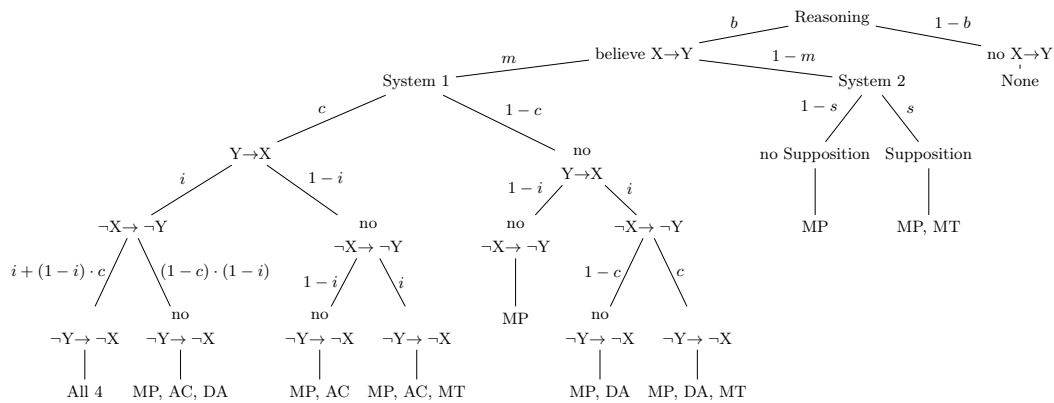 Reasoning
b
1 − b
believe X→Y
no X→Y
m
1 − m
None
System 1
System 2
c
1 − c
1 − s
s
Y→X
no
Y→X
no Supposition
Supposition
i
1 − i
1 − i
i
¬X→ ¬Y
no
¬X→ ¬Y
no
¬X→ ¬Y
¬X→ ¬Y
MP
MP, MT
i + (1 − i) · c
(1 − c) · (1 − i)
1 − i
i
1 − c
c
¬Y→ ¬X
no
¬Y→ ¬X
no
¬Y→ ¬X
¬Y→ ¬X
MP
no
¬Y→ ¬X
¬Y→ ¬X
All 4
MP, AC, DA
MP, AC
MP, AC, MT
MP, DA
MP, DA, MT